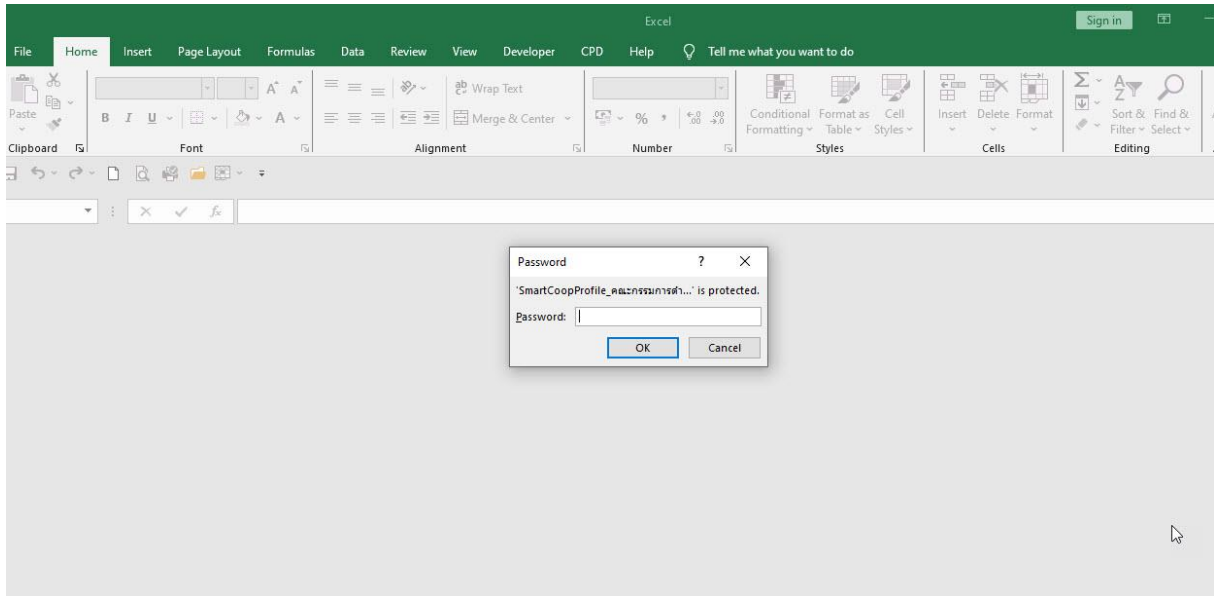 Excel
Sign in
File Home Insert Page Layout Formulas Data Review View Developer CPD Help Tell me what you want to do
Wrap Text
Paste
B I U A
Merge & Center
%
Conditional Formatting
Format as Table
Cell Styles
Insert Delete Format
Sort & Filter
Find & Select
Clipboard Font Alignment Number Styles Cells Editing
fx
Password ?
'SmartCoopProfile_คณะกรรมการดำ...' is protected.
Password:
OK Cancel